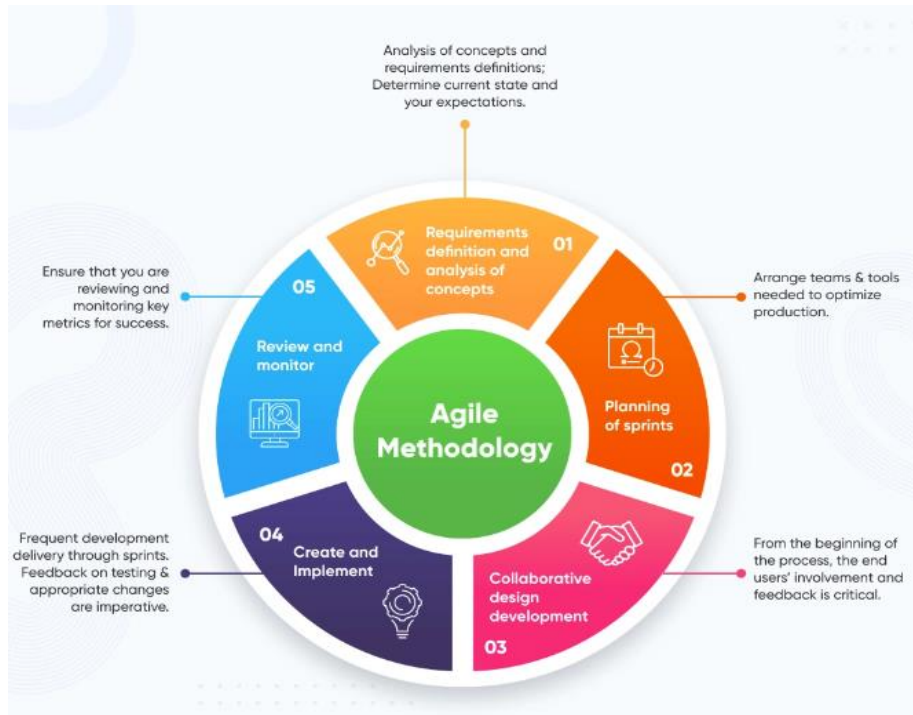 Analysis of concepts and
requirements definitions;
Determine current state and
your expectations.
Requirements
definition and
analysis of
concepts
01
Arrange teams & tools
needed to optimize
production.
Planning
of sprints
02
From the beginning of
the process, the end
users' involvement and
feedback is critical.
Collaborative
design
development
03
Frequent development
delivery through sprints.
Feedback on testing &
appropriate changes
are imperative.
04
Create and
Implement
Ensure that you are
reviewing and
monitoring key
metrics for success.
05
Review and
monitor
Agile
Methodology